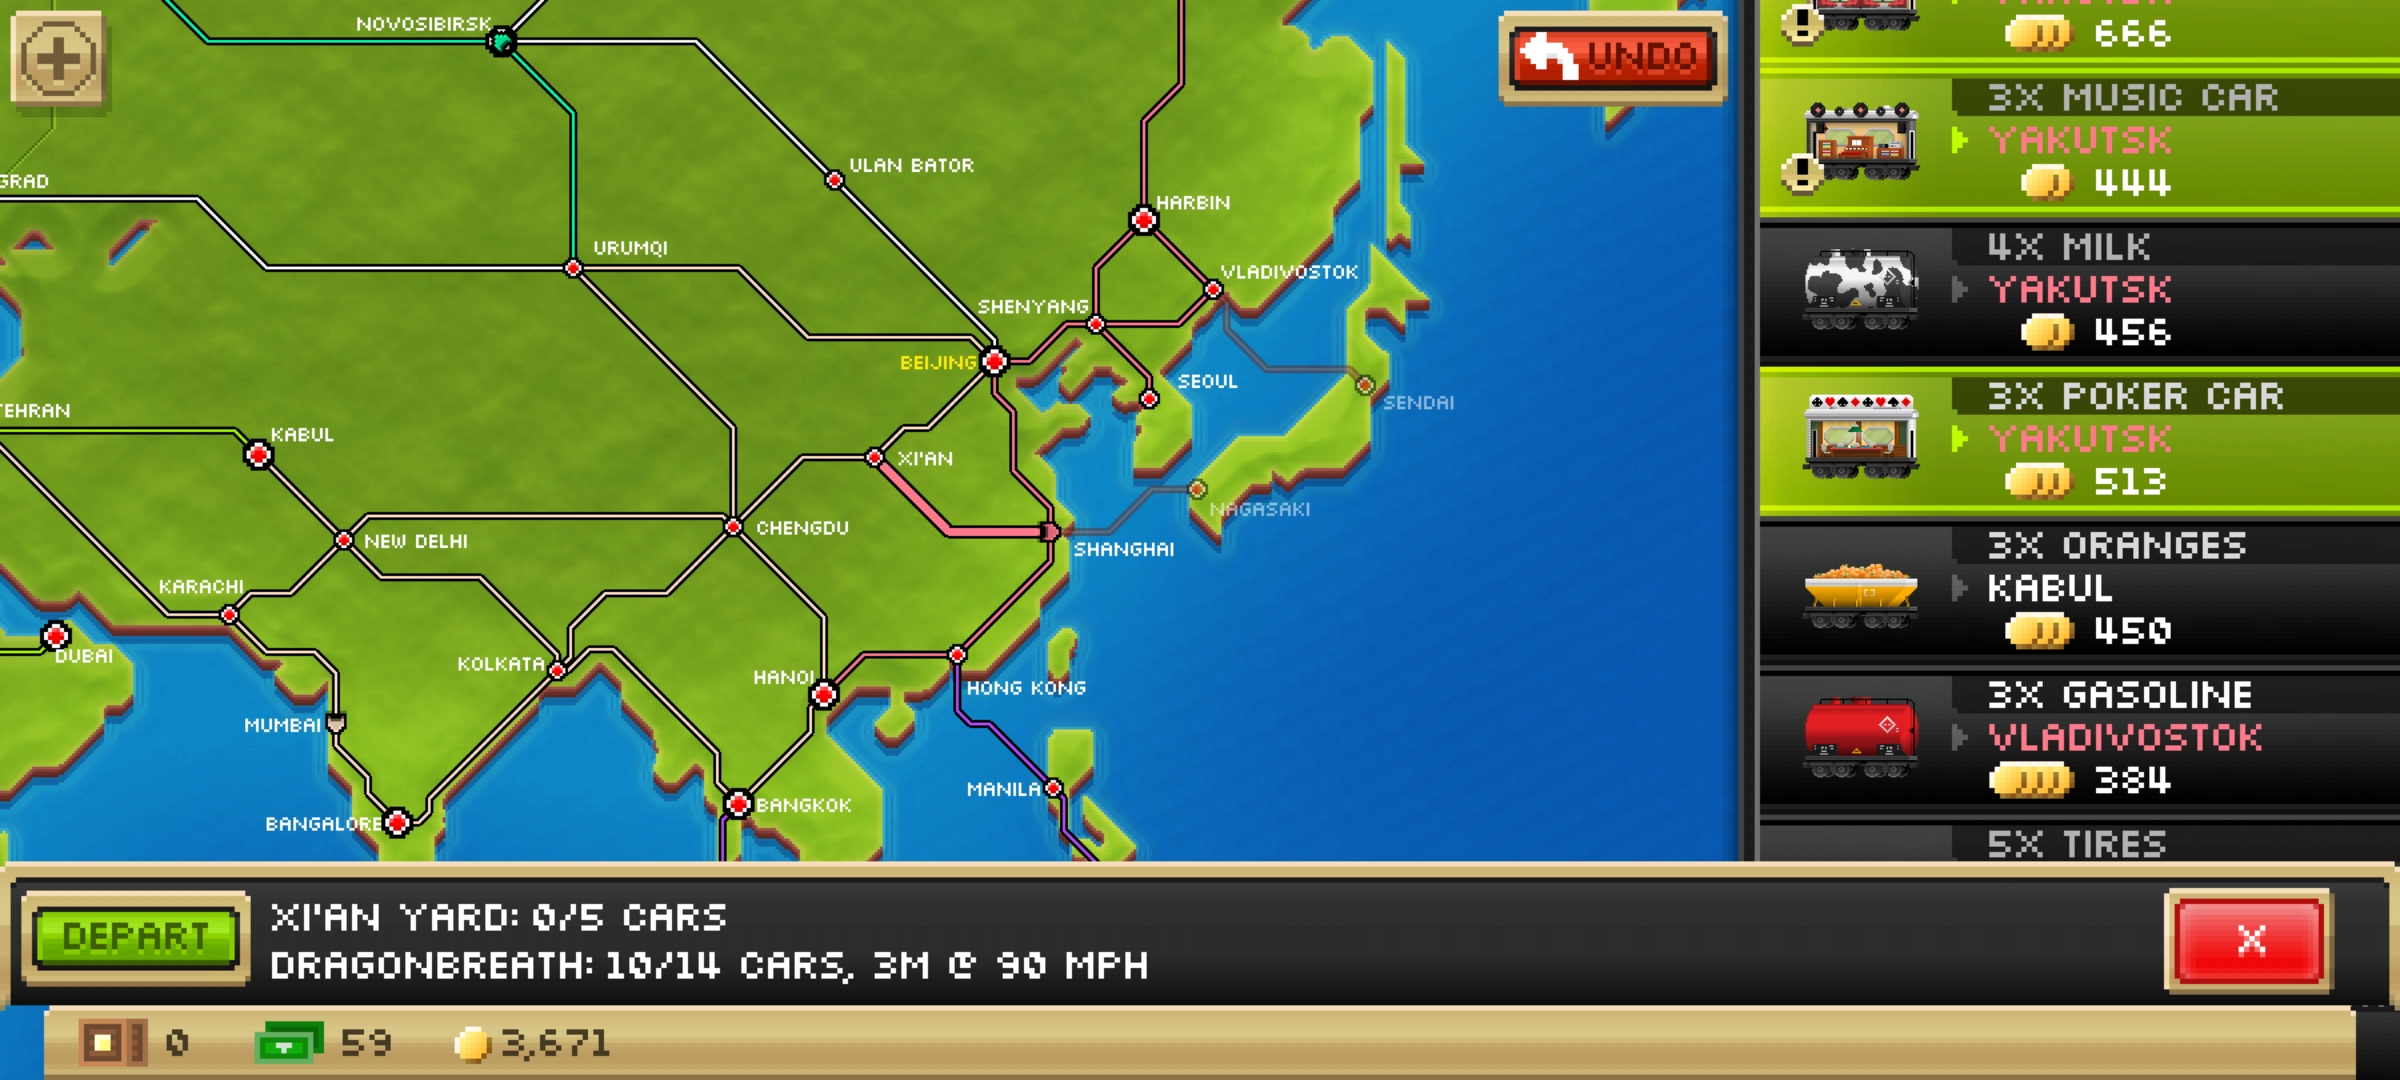 NOVOSIBIRSK
ULAN BATOR
GRAD
URUMQI
HARBIN
VLADIVOSTOK
SHENYANG
BEIJING
SEOUL
SENDAI
EHRAN
KABUL
XI'AN
NAGASAKI
NEW DELHI
CHENGDU
SHANGHAI
KARACHI
DUBAI
KOLKATA
HANOI
HONG KONG
MUMBAI
MANILA
BANGALORE
BANGKOK
UNDO
YAKUTSK
666
3X MUSIC CAR
YAKUTSK
444
4X MILK
YAKUTSK
456
3X POKER CAR
YAKUTSK
513
3X ORANGES
KABUL
450
3X GASOLINE
VLADIVOSTOK
384
5X TIRES
DEPART
XI'AN YARD: 0/5 CARS
DRAGONBREATH: 10/14 CARS, 3M @ 90 MPH
X
0
59
3,671